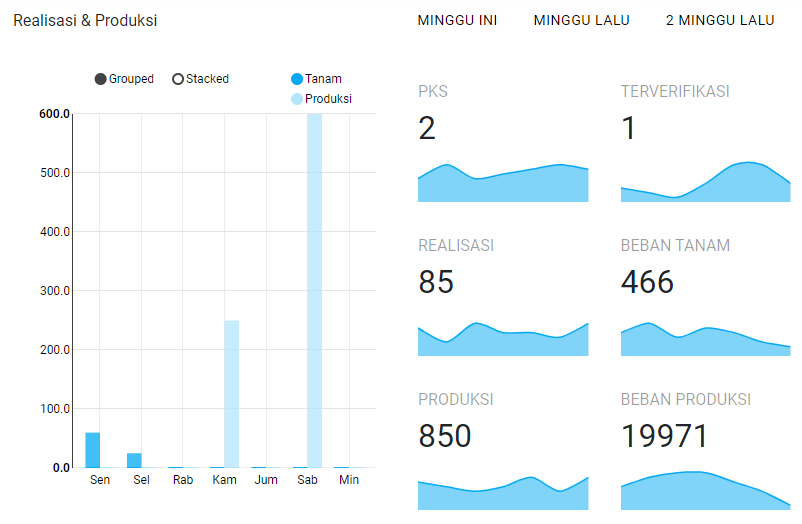 Realisasi & Produksi
Grouped Stacked Tanam
Produksi
600.0
500.0
400.0
300.0
200.0
100.0
0.0
Sen Sel Rab Kam Jum Sab Min
MINGGU INI MINGGU LALU 2 MINGGU LALU
PKS TERVERIFIKASI
2 1
REALISASI BEBAN TANAM
85 466
PRODUKSI BEBAN PRODUKSI
850 19971